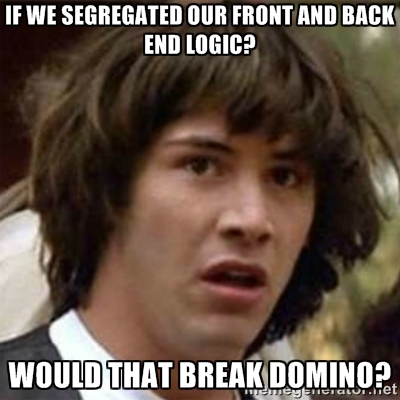 IF WE SEGREGATED OUR FRONT AND BACK
END LOGIC?
WOULD THAT BREAK DOMINO?
memegenerator.net